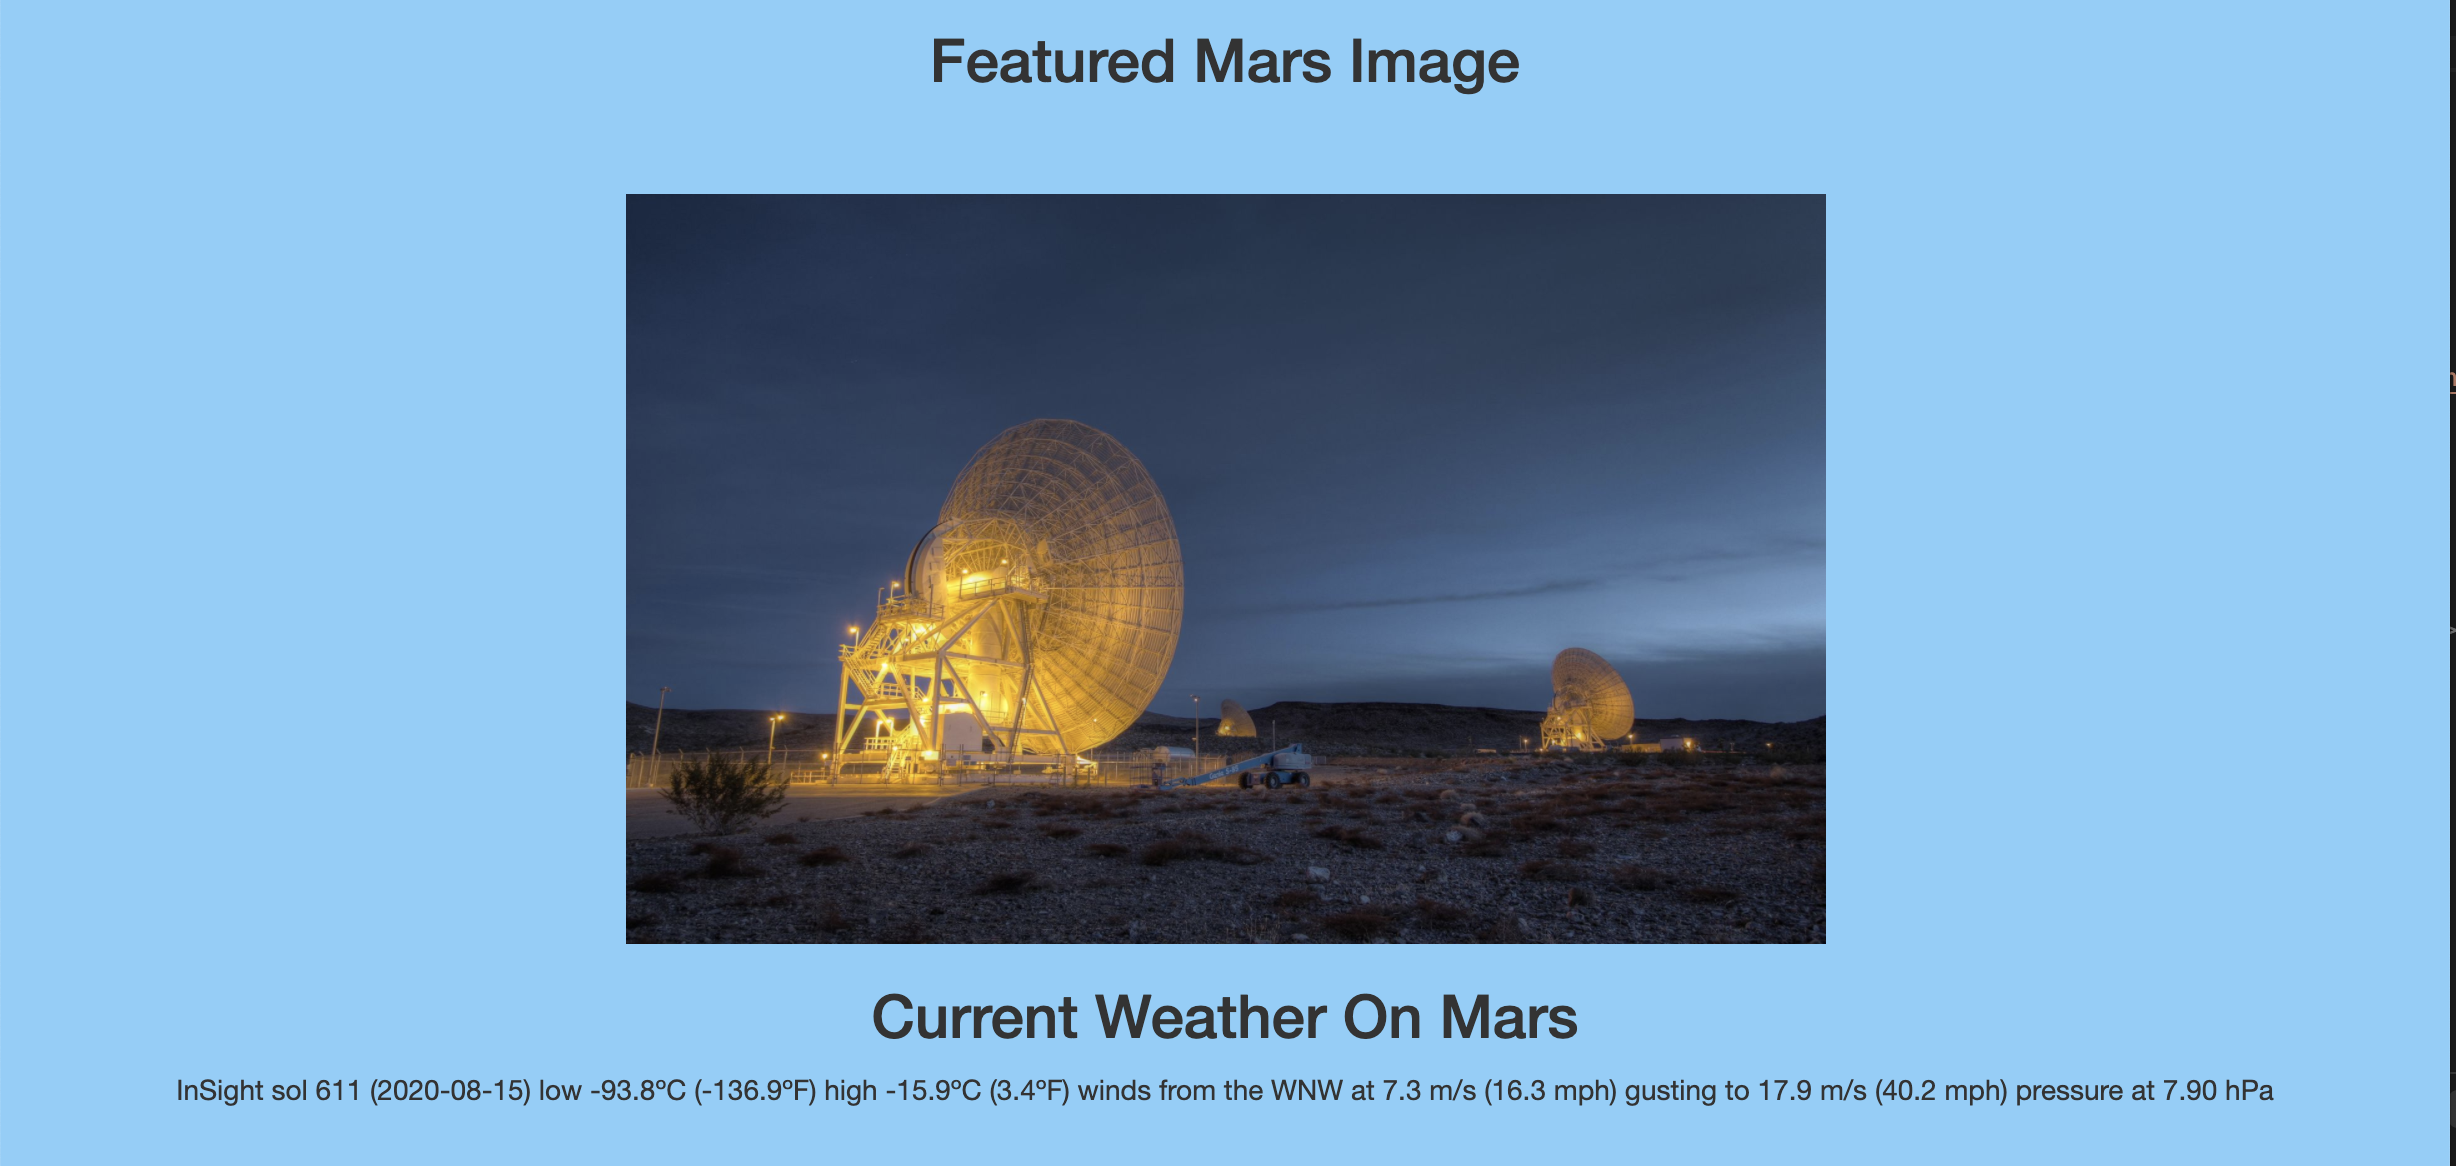 Featured Mars Image
Current Weather On Mars
InSight sol 611 (2020-08-15) low -93.8ºC (-136.9ºF) high -15.9ºC (3.4ºF) winds from the WNW at 7.3 m/s (16.3 mph) gusting to 17.9 m/s (40.2 mph) pressure at 7.90 hPa